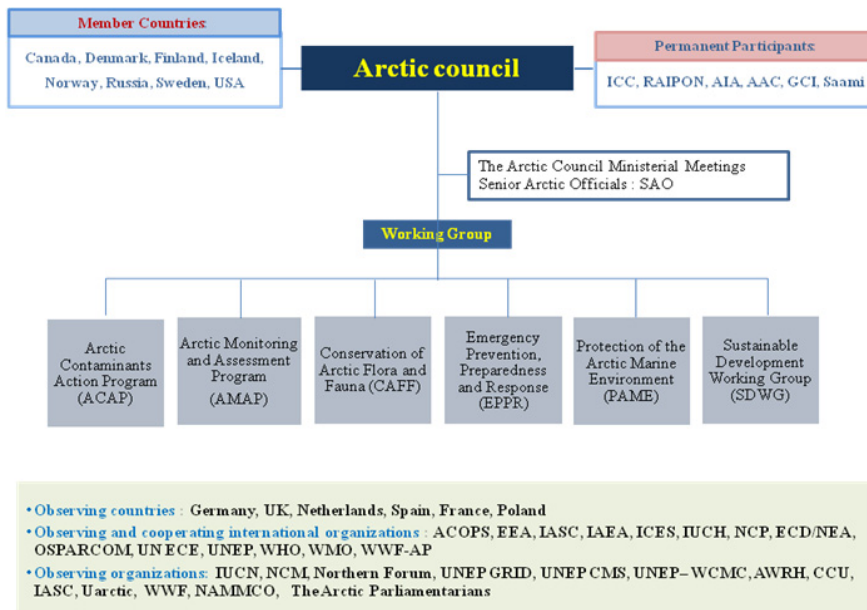 Member Countries
Canada, Denmark, Finland, Iceland,
Norway, Russia, Sweden, USA
Arctic council
Permanent Participants
ICC, RAIPON, AIA, AAC, GCI, Saami
The Arctic Council Ministerial Meetings
Senior Arctic Officials : SAO
Working Group
Arctic
Contaminants
Action Program
(ACAP)
Arctic Monitoring
and Assessment
Program
(AMAP)
Conservation of
Arctic Flora and
Fauna (CAFF)
Emergency
Prevention,
Preparedness
and Response
(EPPR)
Protection of the
Arctic Marine
Environment
(PAME)
Sustainable
Development
Working Group
(SDWG)
• Observing countries : Germany, UK, Netherlands, Spain, France, Poland
• Observing and cooperating international organizations : ACOPS, EEA, IASC, IAEA, ICES, IUCH, NCP, ECD/NEA,
OSPARCOM, UN ECE, UNEP, WHO, WMO, WWF-AP
• Observing organizations: IUCN, NCM, Northern Forum, UNEP GRID, UNEP CMS, UNEP– WCMC, AWRH, CCU,
IASC, Uarctic, WWF, NAMMCO, The Arctic Parliamentarians